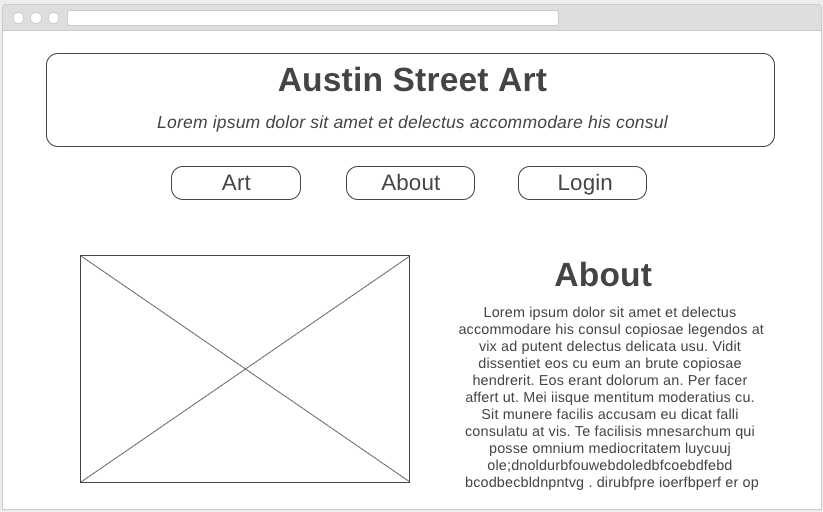 Austin Street Art
Lorem ipsum dolor sit amet et delectus accommodare his consul
Art
About
Login
About
Lorem ipsum dolor sit amet et delectus
accommodare his consul copiosae legendos at
vix ad putent delectus delicata usu. Vidit
dissentiet eos cu eum an brute copiosae
hendrerit. Eos erant dolorum an. Per facer
affert ut. Mei iisque mentitum moderatius cu.
Sit munere facilis accusam eu dicat falli
consulatu at vis. Te facilisis mnesarchum qui
posse omnium mediocritatem luycuuj
ole;dnoldurbfouwebdoledbfcoebdfebd
bcodbecbldnpntvg . dirubfpre ioerfbperf er op